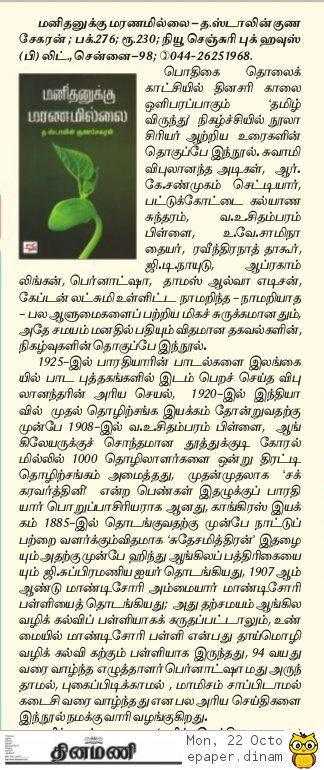 மனிதனுக்கு மரணமில்லை – த.ஸ்டாலின் குண
சேகரன் ; பக்.276; ரூ.230; நியூ செஞ்சுரி புக் ஹவுஸ்
(பி) லிட்., சென்னை-98; ✆044-26251968.
மனிதனுக்கு
மரணமில்லை
த.ஸ்டாலின் குணசேகரன்
பொதிகை தொலைக்
காட்சியில் தினசரி காலை
ஒளிபரப்பாகும் 'தமிழ்
விருந்து' நிகழ்ச்சியில் நூலா
சிரியர் ஆற்றிய உரைகளின்
தொகுப்பே இந்நூல். சுவாமி
விபுலானந்த அடிகள், ஆர்.
கே.சண்முகம் செட்டியார்,
பட்டுக்கோட்டை கல்யாண
சுந்தரம், வ.உ.சிதம்பரம்
பிள்ளை, உ.வே.சாமிநா
தையர், ரவீந்திரநாத் தாகூர்,
ஜி.டி.நாயுடு, ஆப்ரகாம்
லிங்கன், பெர்னாட்ஷா, தாமஸ் ஆல்வா எடிசன்,
கேப்டன் லட்சுமி உள்ளிட்ட நாமறிந்த – நாமறியாத
– பல ஆளுமைகளைப் பற்றிய மிகச் சுருக்கமானதும்,
அதே சமயம் மனதில் பதியும் விதமான தகவல்களின்,
நிகழ்வுகளின் தொகுப்பே இந்நூல்.
1925-இல் பாரதியாரின் பாடல்களை இலங்கை
யில் பாட புத்தகங்களில் இடம் பெறச் செய்த விபு
லானந்தரின் அரிய செயல், 1920-இல் இந்தியா
வில் முதல் தொழிற்சங்க இயக்கம் தோன்றுவதற்கு
முன்பே 1908-இல் வ.உ.சிதம்பரம் பிள்ளை, ஆங்
கிலேயருக்குச் சொந்தமான தூத்துக்குடி கோரல்
மில்லில் 1000 தொழிலாளர்களை ஒன்று திரட்டி
தொழிற்சங்கம் அமைத்தது, முதன்முதலாக 'சக்
கரவர்த்தினி' என்ற பெண்கள் இதழுக்குப் பாரதி
யார் பொறுப்பாசிரியராக ஆனது, காங்கிரஸ் இயக்
கம் 1885-இல் தொடங்குவதற்கு முன்பே நாட்டுப்
பற்றை வளர்க்கும்விதமாக 'சுதேசமித்திரன்' இதழை
யும் அதற்கு முன்பே ஹிந்து ஆங்கிலப் பத்திரிகையை
யும் ஜி.சுப்பிரமணிய ஐயர் தொடங்கியது, 1907 ஆம்
ஆண்டு மாண்டிசோரி அம்மையார் மாண்டிசோரி
பள்ளியைத் தொடங்கியது; அது தற்சமயம் ஆங்கில
வழிக் கல்விப் பள்ளியாகக் கருதப்பட்டாலும், உண்
மையில் மாண்டிசோரி பள்ளி என்பது தாய்மொழி
வழிக் கல்வி கற்கும் பள்ளியாக இருந்தது, 94 வயது
வரை வாழ்ந்த எழுத்தாளர் பெர்னாட்ஷா மது அருந்
தாமல், புகைப்பிடிக்காமல் , மாமிசம் சாப்பிடாமல்
கடைசி வரை வாழ்ந்தது என பல அரிய செய்திகளை
இந்நூல் நமக்கு வாரி வழங்குகிறது.
தினமணி
Mon, 22 Octo
epaper.dinam